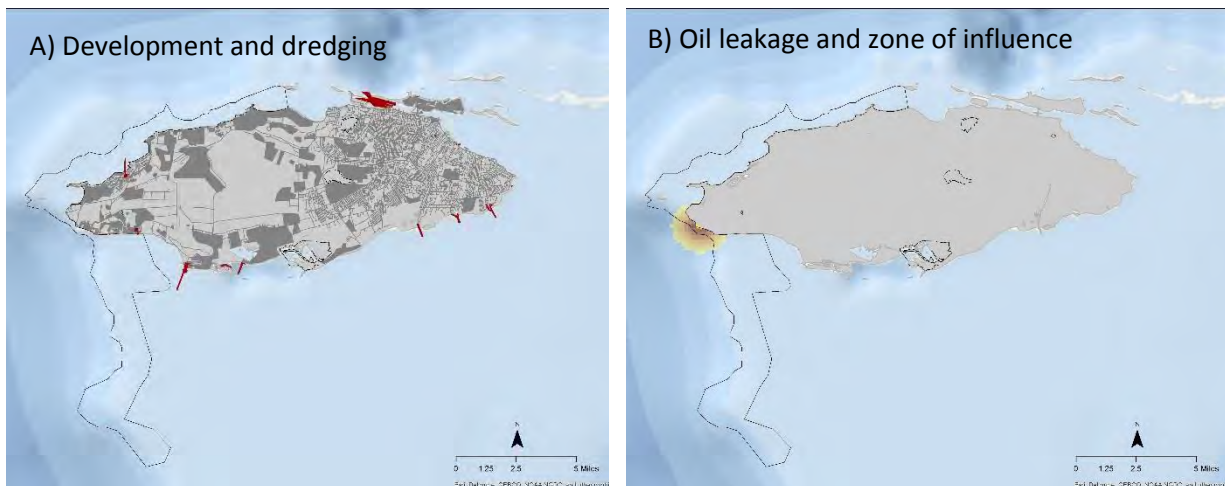 A) Development and dredging
B) Oil leakage and zone of influence
N
0 1.25 2.5 5 Miles
N
0 1.25 2.5 5 Miles